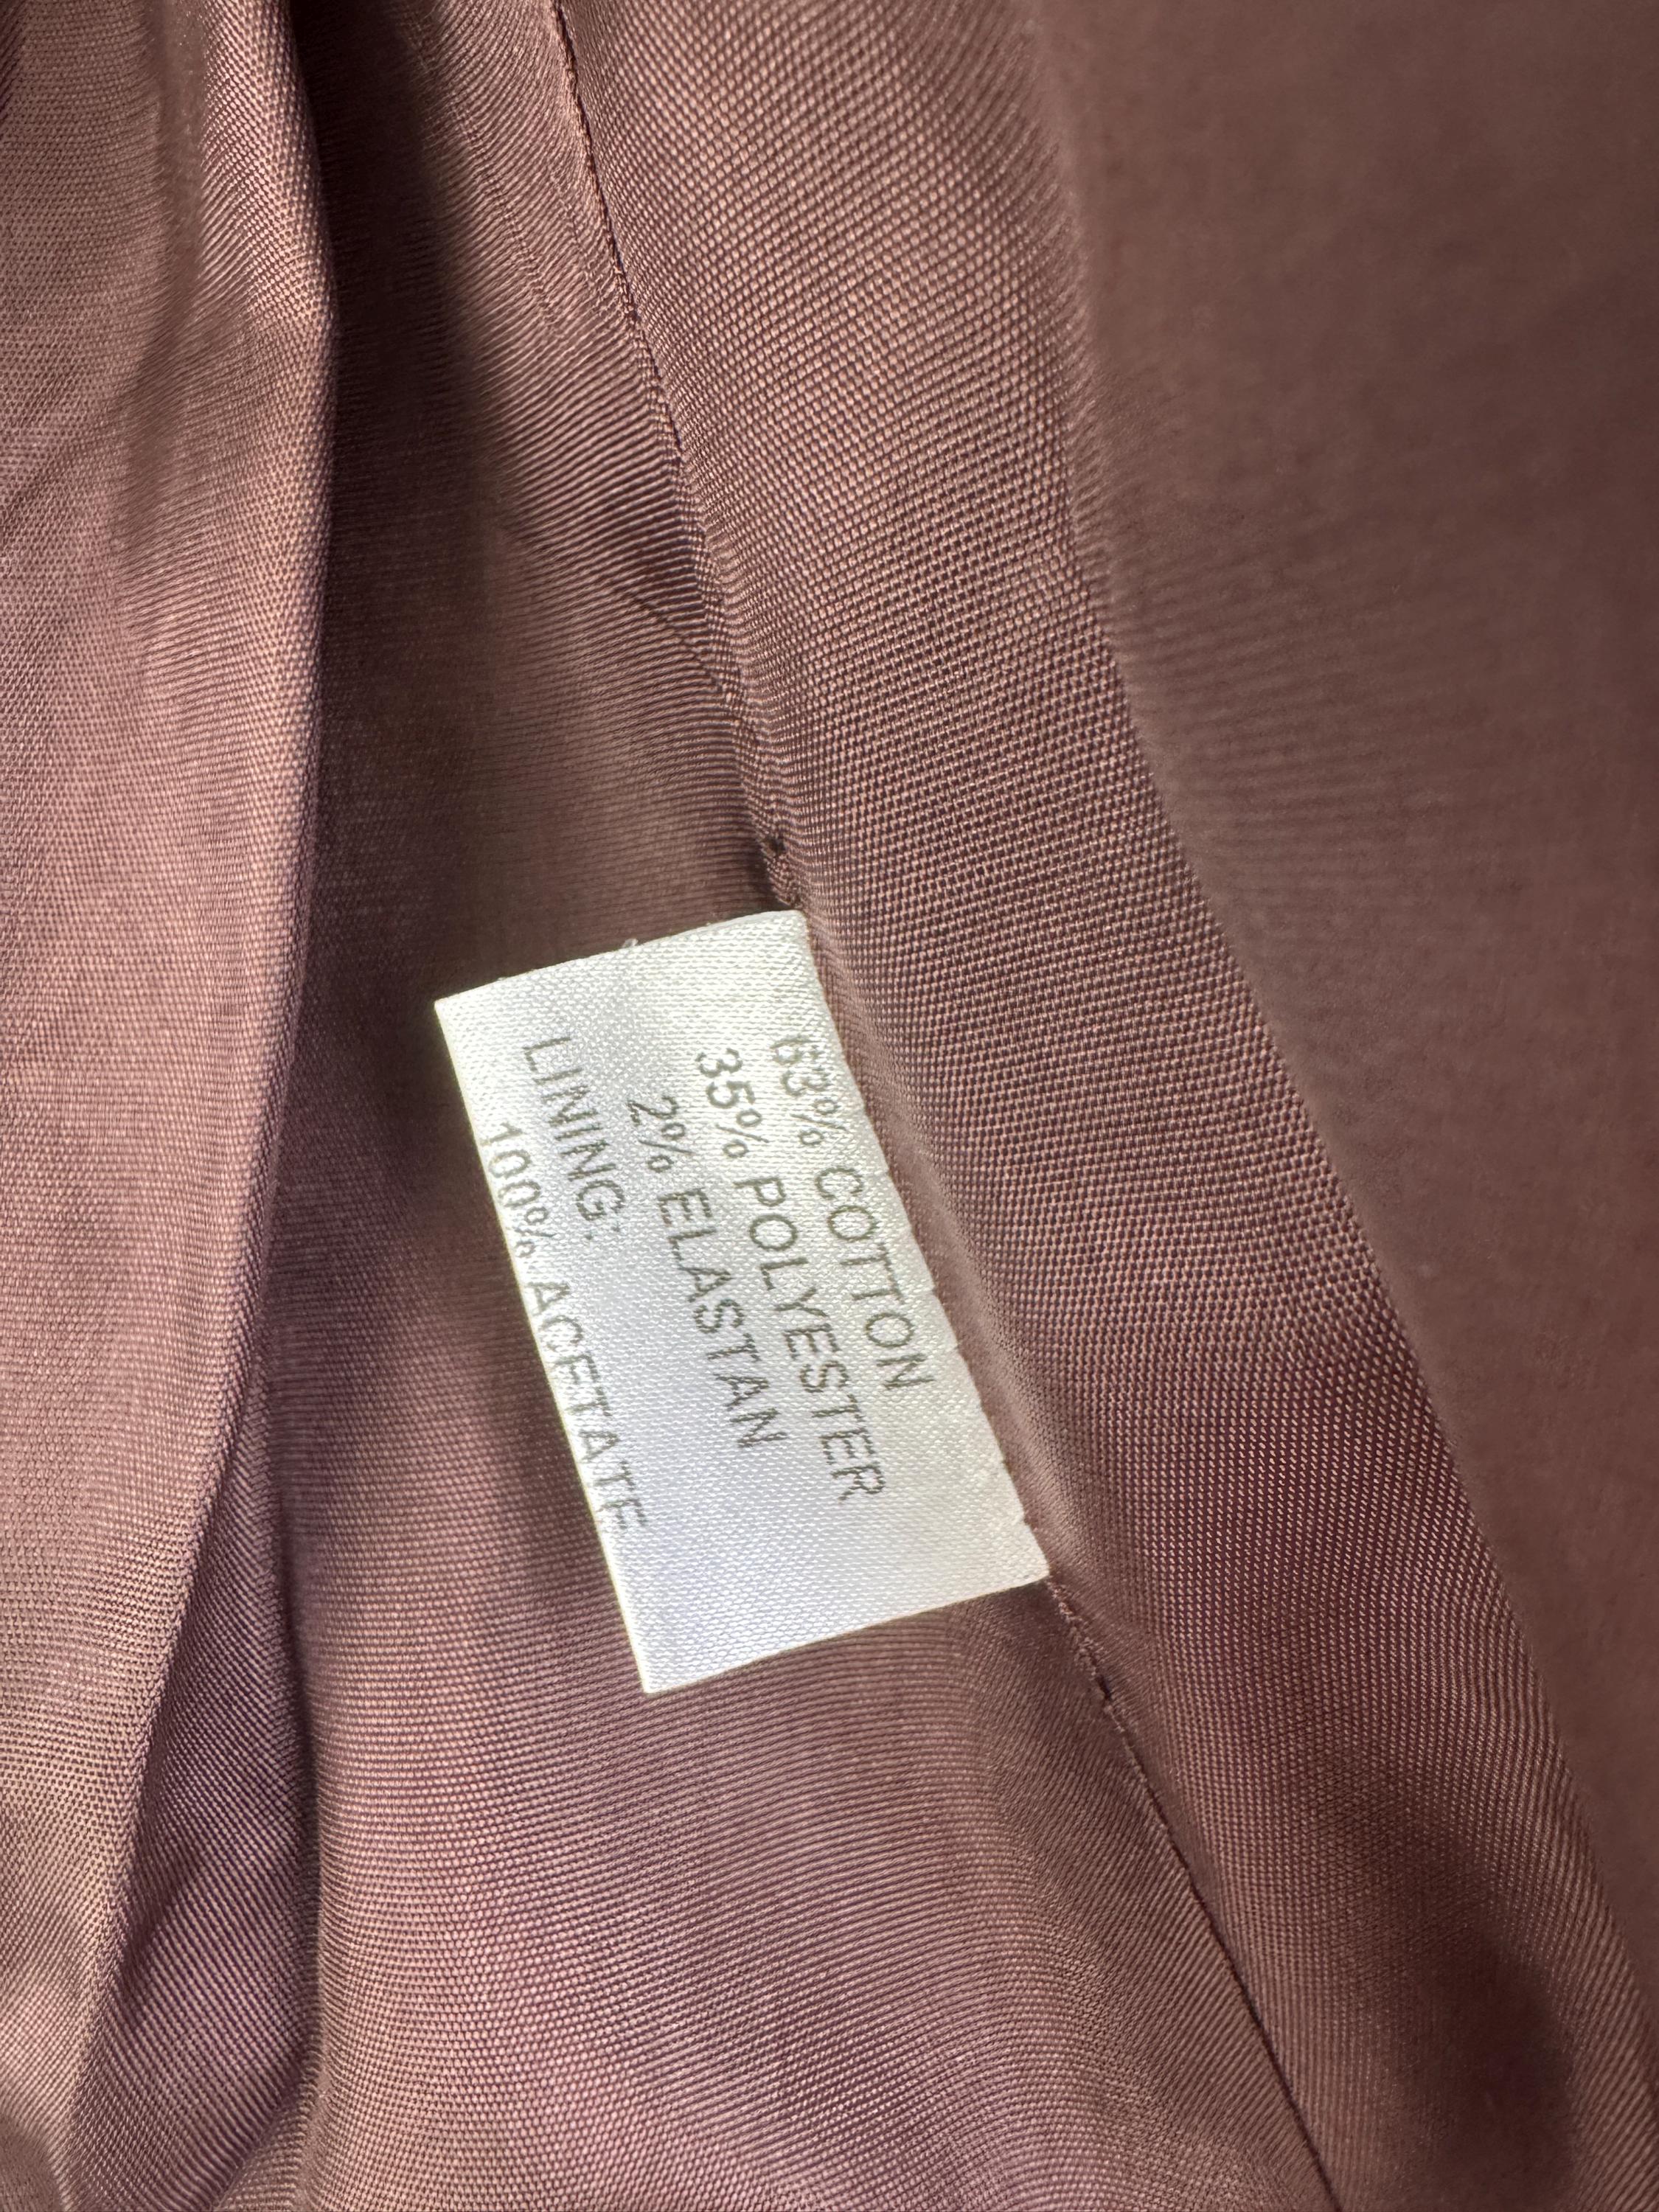 63% COTTON
35% POLYESTER
2% ELASTAN
LINING:
100% ACETATE